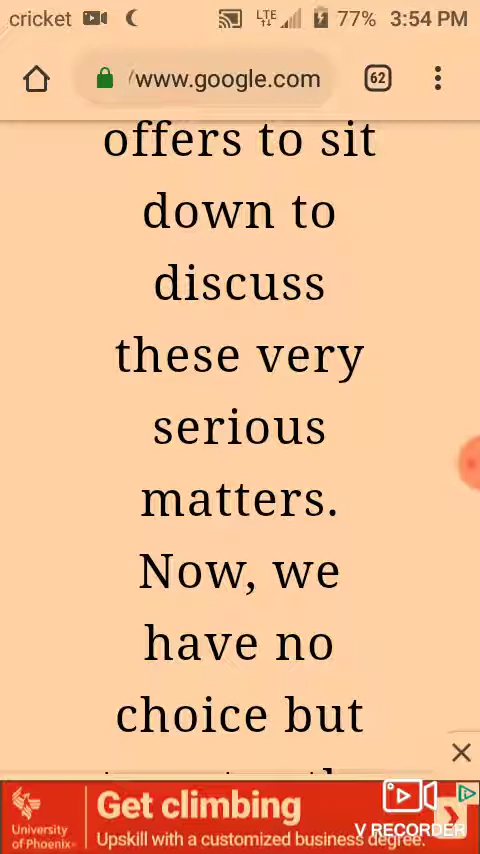 cricket LTE 77% 3:54 PM
/www.google.com 62
offers to sit
down to
discuss
these very
serious
matters.
Now, we
have no
choice but
Get climbing
University
of Phoenix
Upskill with a customized business degree.
V RECORDER